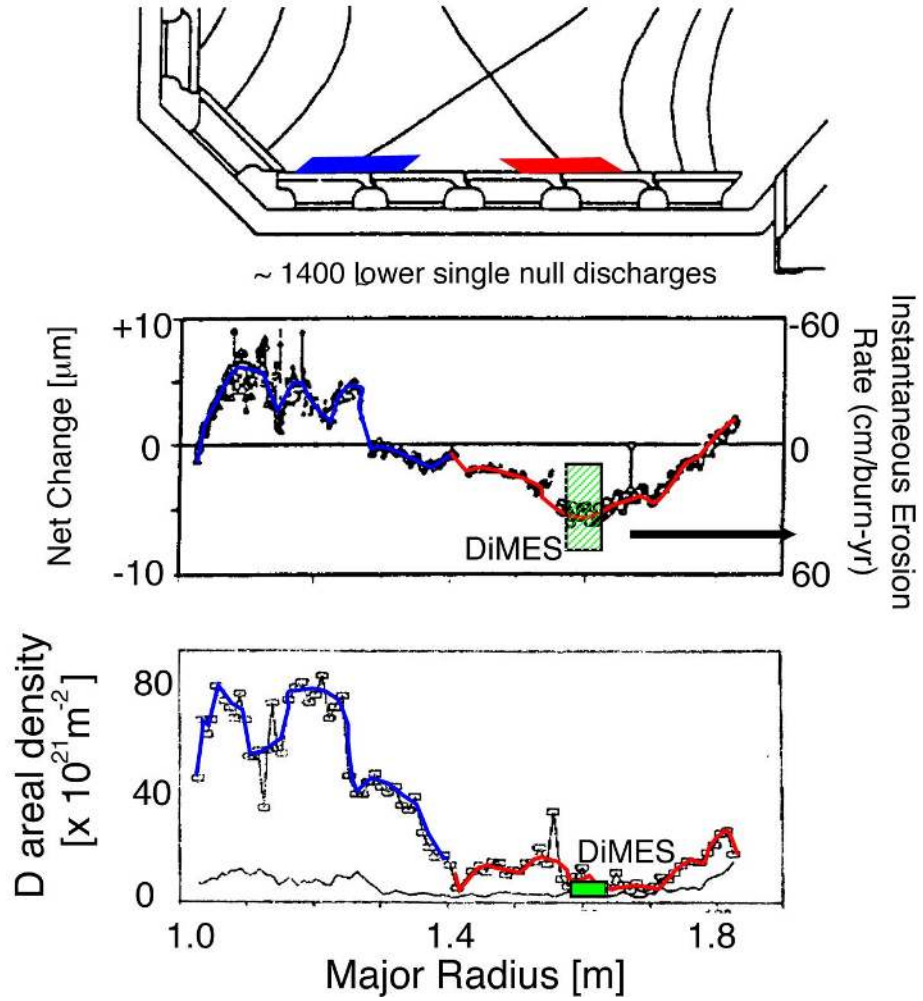 ~ 1400 lower single null discharges
Net Change [μm]
+10
0
-10
DiMES
-60
0
60
Instantaneous Erosion
Rate (cm/burn-yr)
D areal density
[x 10²¹m⁻²]
80
40
0
DiMES
1.0
1.4
1.8
Major Radius [m]